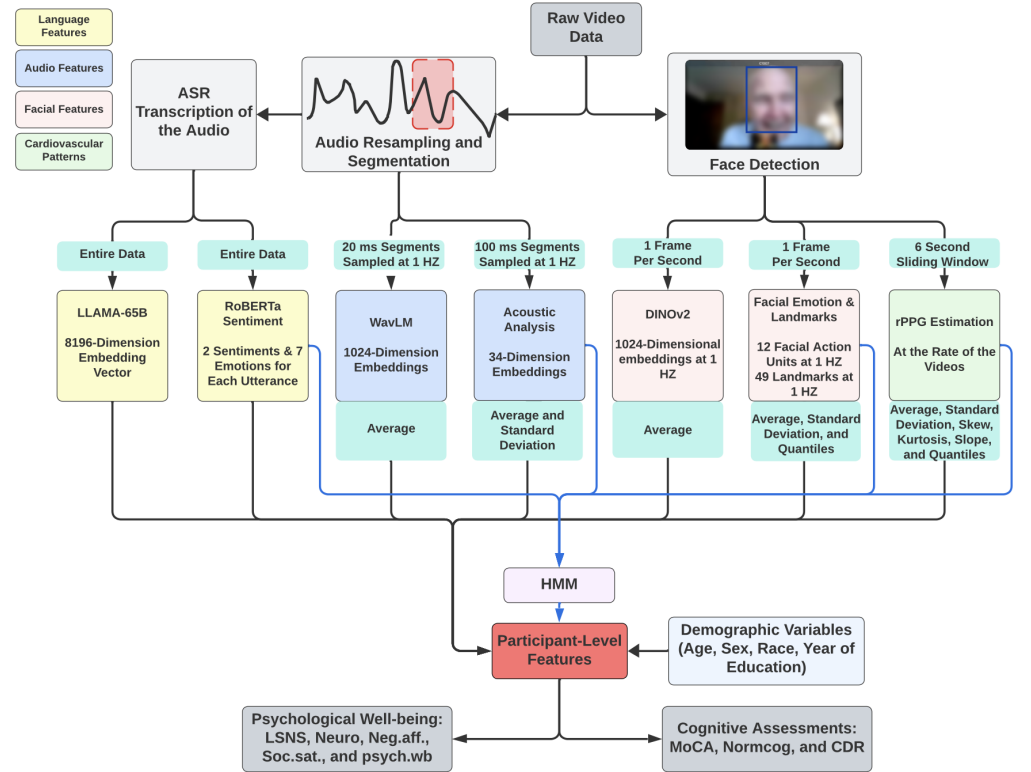 Language
Features
Audio Features
Facial Features
Cardiovascular
Patterns
Raw Video
Data
ASR
Transcription of
the Audio
Audio Resampling and
Segmentation
Face Detection
Entire Data
Entire Data
20 ms Segments
Sampled at 1 HZ
100 ms Segments
Sampled at 1 HZ
1 Frame
Per Second
1 Frame
Per Second
6 Second
Sliding Window
LLAMA-65B
8196-Dimension
Embedding
Vector
RoBERTa
Sentiment
2 Sentiments & 7
Emotions for
Each Utterance
WavLM
1024-Dimension
Embeddings
Acoustic
Analysis
34-Dimension
Embeddings
DINOv2
1024-Dimensional
embeddings at 1
HZ
Facial Emotion &
Landmarks
12 Facial Action
Units at 1 HZ
49 Landmarks at
1 HZ
rPPG Estimation
At the Rate of the
Videos
Average
Average and
Standard
Deviation
Average
Average, Standard
Deviation, and
Quantiles
Average, Standard
Deviation, Skew,
Kurtosis, Slope,
and Quantiles
HMM
Participant-Level
Features
Demographic Variables
(Age, Sex, Race, Year of
Education)
Psychological Well-being:
LSNS, Neuro, Neg.aff.,
Soc.sat., and psych.wb
Cognitive Assessments:
MoCA, Normcog, and CDR